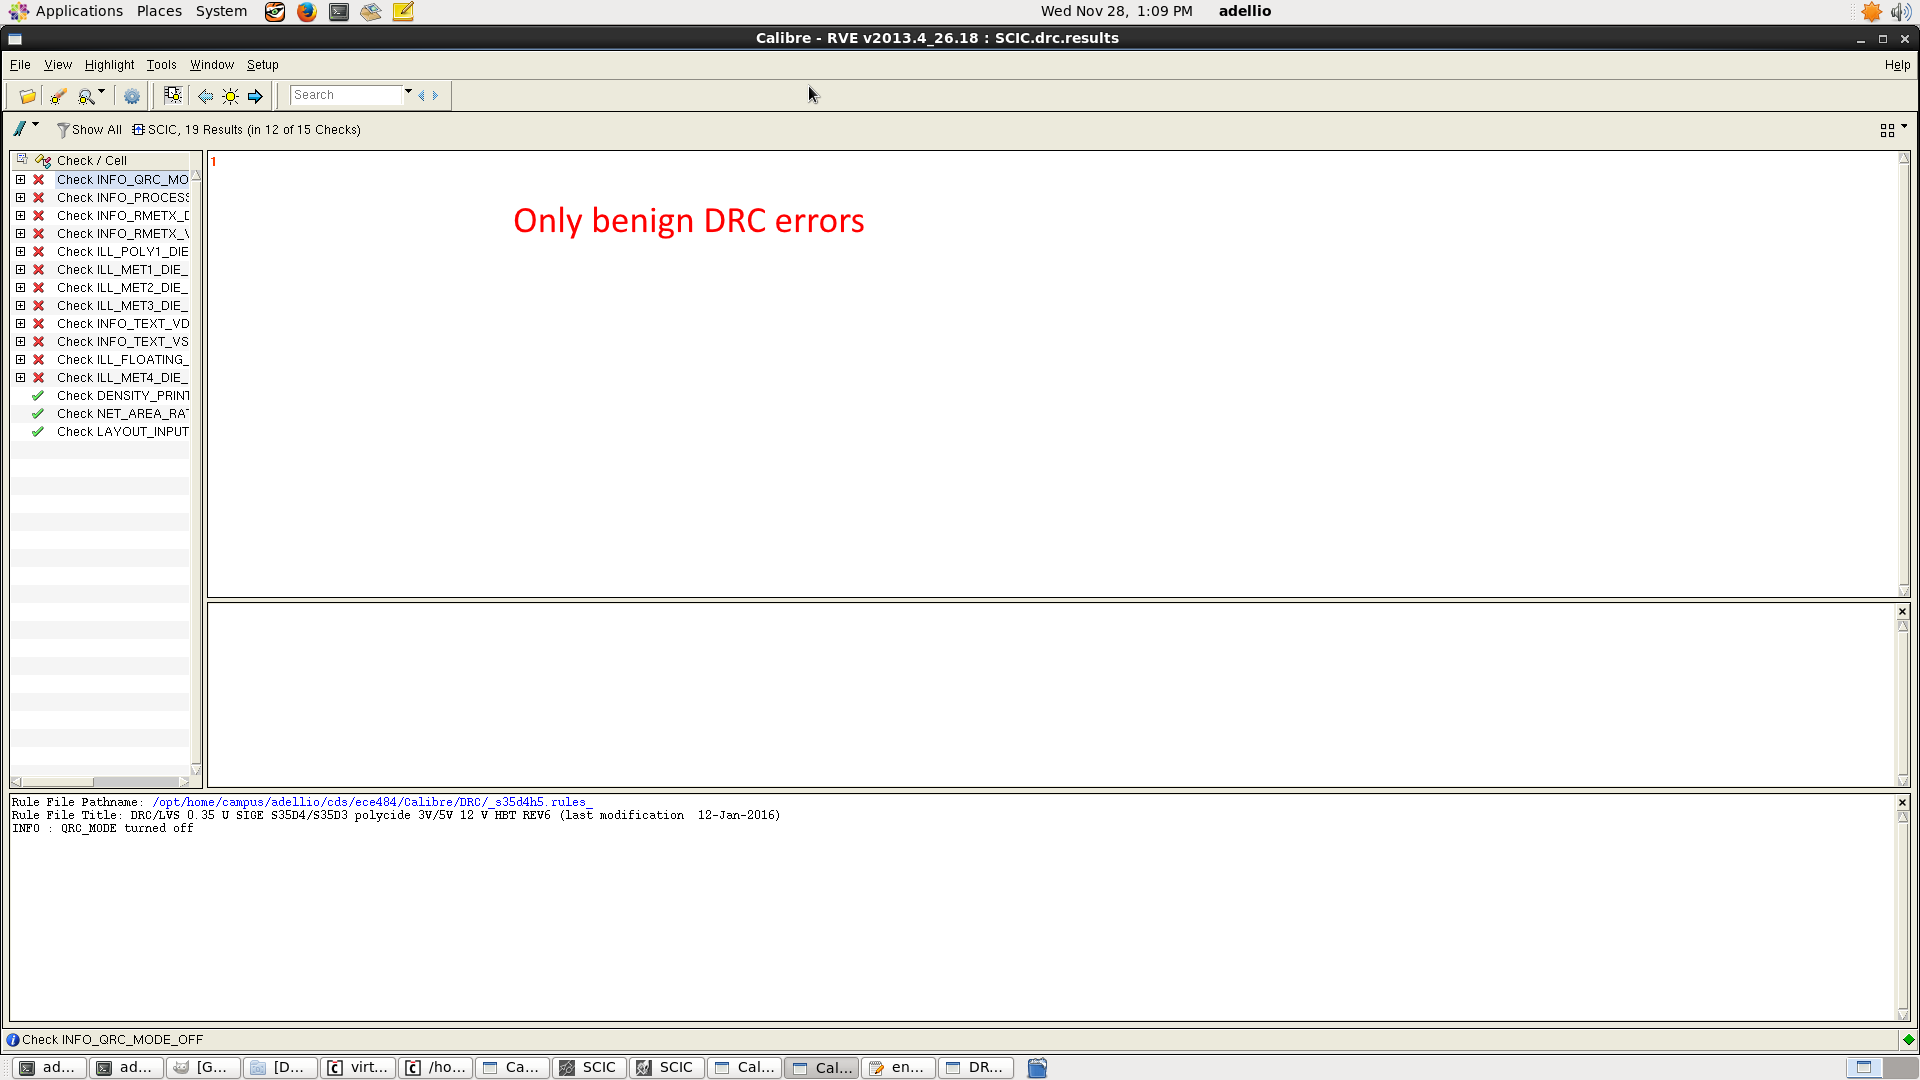 Applications Places System Wed Nov 28, 1:09 PM adellio
Calibre - RVE v2013.4_26.18 : SCIC.drc.results
File View Highlight Tools Window Setup Help
Search
Show All SCIC, 19 Results (in 12 of 15 Checks)
Check / Cell
1
Check INFO_QRC_MO
Check INFO_PROCESS
Check INFO_RMETX_D
Check INFO_RMETX_V
Check ILL_POLY1_DIE
Check ILL_MET1_DIE_
Check ILL_MET2_DIE_
Check ILL_MET3_DIE_
Check INFO_TEXT_VD
Check INFO_TEXT_VS
Check ILL_FLOATING_
Check ILL_MET4_DIE_
Check DENSITY_PRINT
Check NET_AREA_RAT
Check LAYOUT_INPUT
Only benign DRC errors
Rule File Pathname: /opt/home/campus/adellio/cds/ece484/Calibre/DRC/_s35d4h5.rules_
Rule File Title: DRC/LVS 0.35 U SIGE S35D4/S35D3 polycide 3V/5V 12 V HBT REV6 (last modification 12-Jan-2016)
INFO : QRC_MODE turned off
Check INFO_QRC_MODE_OFF
ad... ad... [G... [D... virt... /ho... Ca... SCIC SCIC Cal... Cal... en... DR...